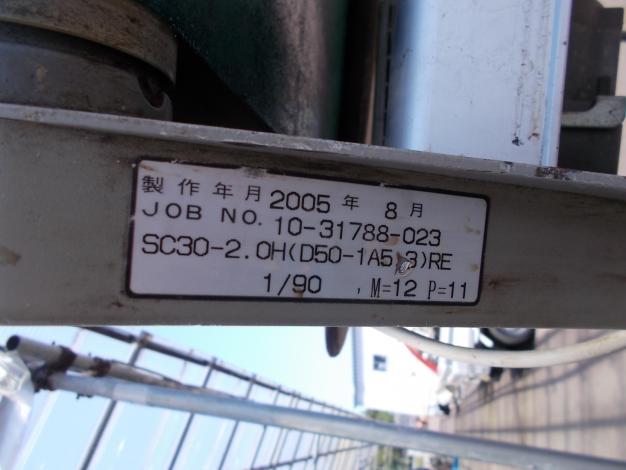 製作年月 2005 年 8 月
JOB NO. 10-31788-023
SC30-2.0H(D50-1A5.3)RE
1/90 , M=12 P=11